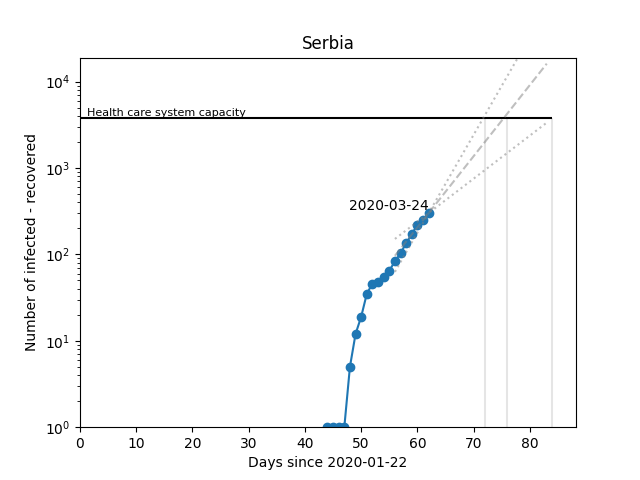 Serbia
10⁴
Health care system capacity
10³
2020-03-24
10²
10¹
10⁰
Number of infected - recovered
0 10 20 30 40 50 60 70 80
Days since 2020-01-22